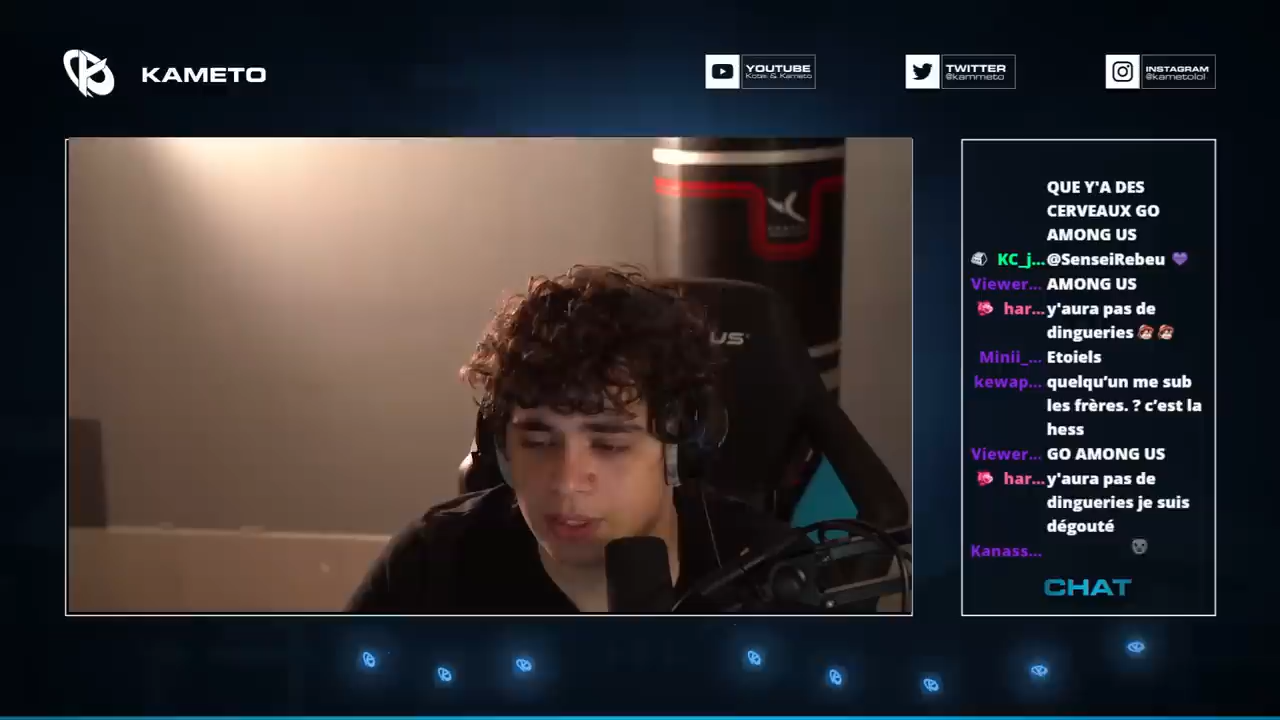 KAMETO
YOUTUBE
Kotei & Kameto
TWITTER
@kammeto
INSTAGRAM
@kametolol
US
QUE Y'A DES
CERVEAUX GO
AMONG US
KC_j... @SenseiRebeu
Viewer... AMONG US
har... y'aura pas de
dingueries
Minii_... Etoiels
kewap... quelqu'un me sub
les frères. ? c'est la
hess
Viewer... GO AMONG US
har... y'aura pas de
dingueries je suis
dégouté
Kanass...
CHAT